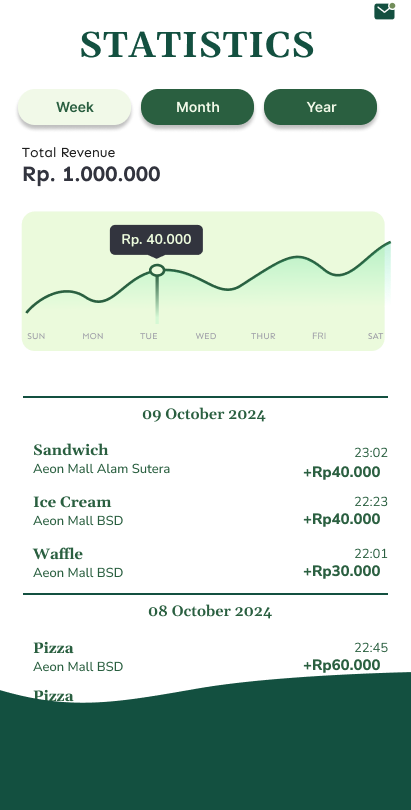 STATISTICS
Week Month Year
Total Revenue
Rp. 1.000.000
Rp. 40.000
SUN MON TUE WED THUR FRI SAT
09 October 2024
Sandwich 23:02
Aeon Mall Alam Sutera +Rp40.000
Ice Cream 22:23
Aeon Mall BSD +Rp40.000
Waffle 22:01
Aeon Mall BSD +Rp30.000
08 October 2024
Pizza 22:45
Aeon Mall BSD +Rp60.000
Pizza